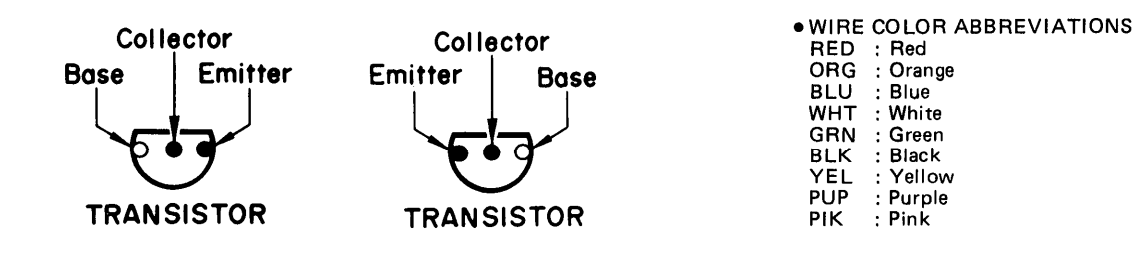 Collector
Base Emitter
TRANSISTOR
Collector
Emitter Base
TRANSISTOR
● WIRE COLOR ABBREVIATIONS
RED : Red
ORG : Orange
BLU : Blue
WHT : White
GRN : Green
BLK : Black
YEL : Yellow
PUP : Purple
PIK : Pink